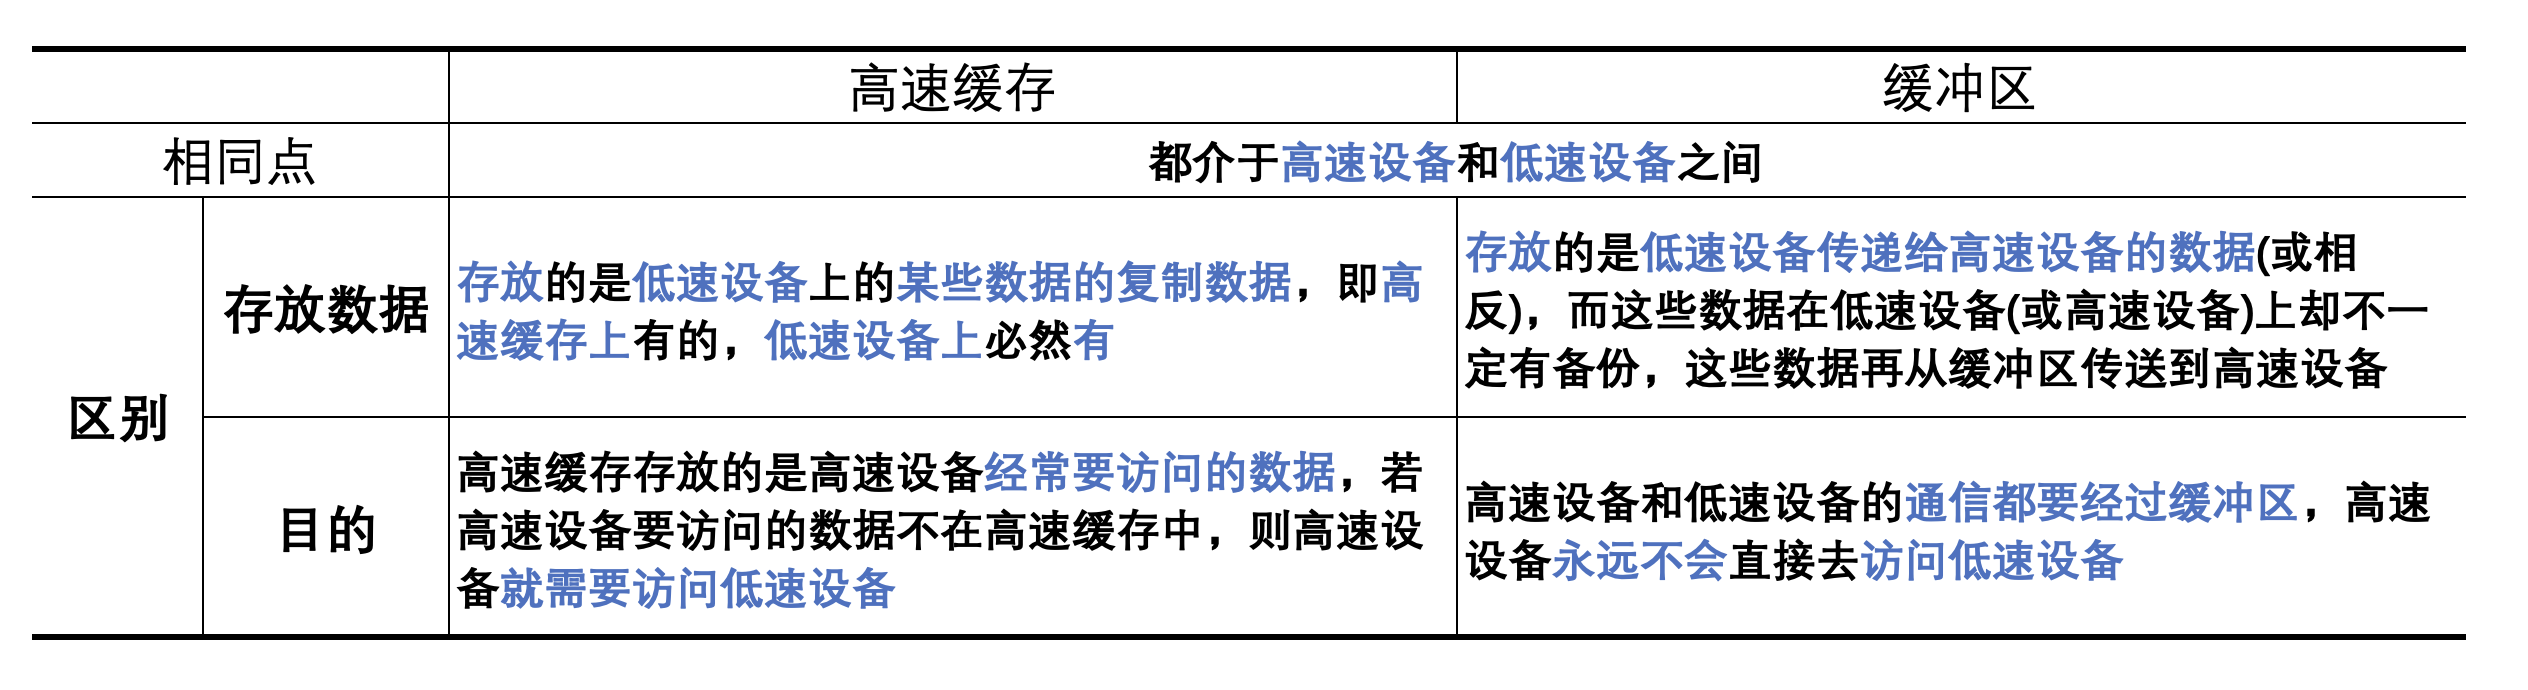 高速缓存
缓冲区
相同点
都介于高速设备和低速设备之间
区别
存放数据
存放的是低速设备上的某些数据的复制数据，即高
速缓存上有的，低速设备上必然有
存放的是低速设备传递给高速设备的数据(或相
反)，而这些数据在低速设备(或高速设备)上却不一
定有备份，这些数据再从缓冲区传送到高速设备
目的
高速缓存存放的是高速设备经常要访问的数据，若
高速设备要访问的数据不在高速缓存中，则高速设
备就需要访问低速设备
高速设备和低速设备的通信都要经过缓冲区，高速
设备永远不会直接去访问低速设备